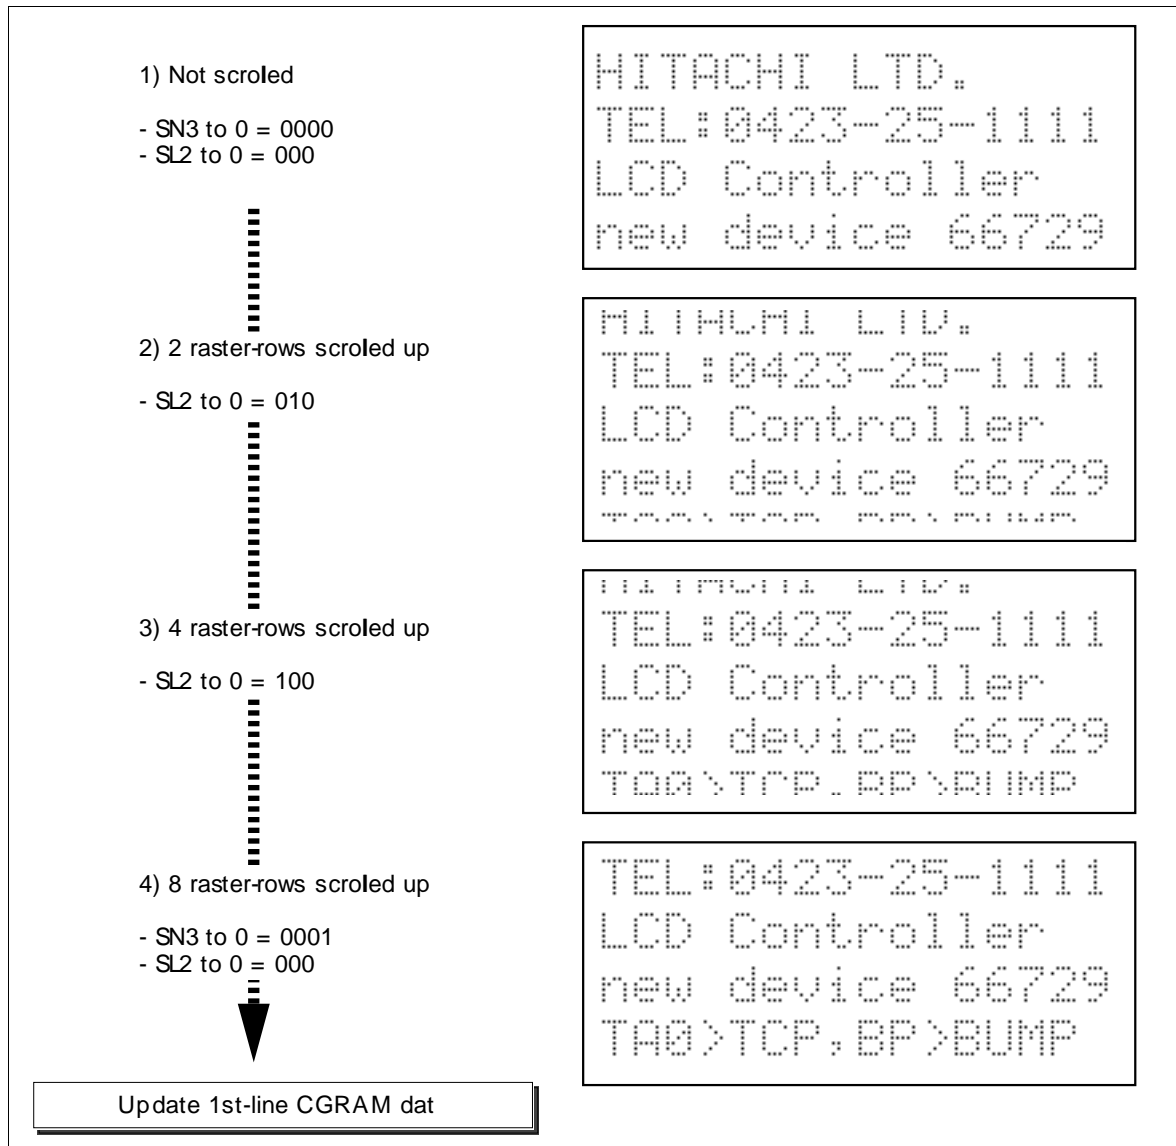 1) Not scroled
- SN3 to 0 = 0000
- SL2 to 0 = 000
HITACHI LTD.
TEL:0423-25-1111
LCD Controller
new device 66729
2) 2 raster-rows scroled up
- SL2 to 0 = 010
TEL:0423-25-1111
LCD Controller
new device 66729
3) 4 raster-rows scroled up
- SL2 to 0 = 100
TEL:0423-25-1111
LCD Controller
new device 66729
4) 8 raster-rows scroled up
- SN3 to 0 = 0001
- SL2 to 0 = 000
TEL:0423-25-1111
LCD Controller
new device 66729
TA0>TCP,BP>BUMP
Update 1st-line CGRAM dat